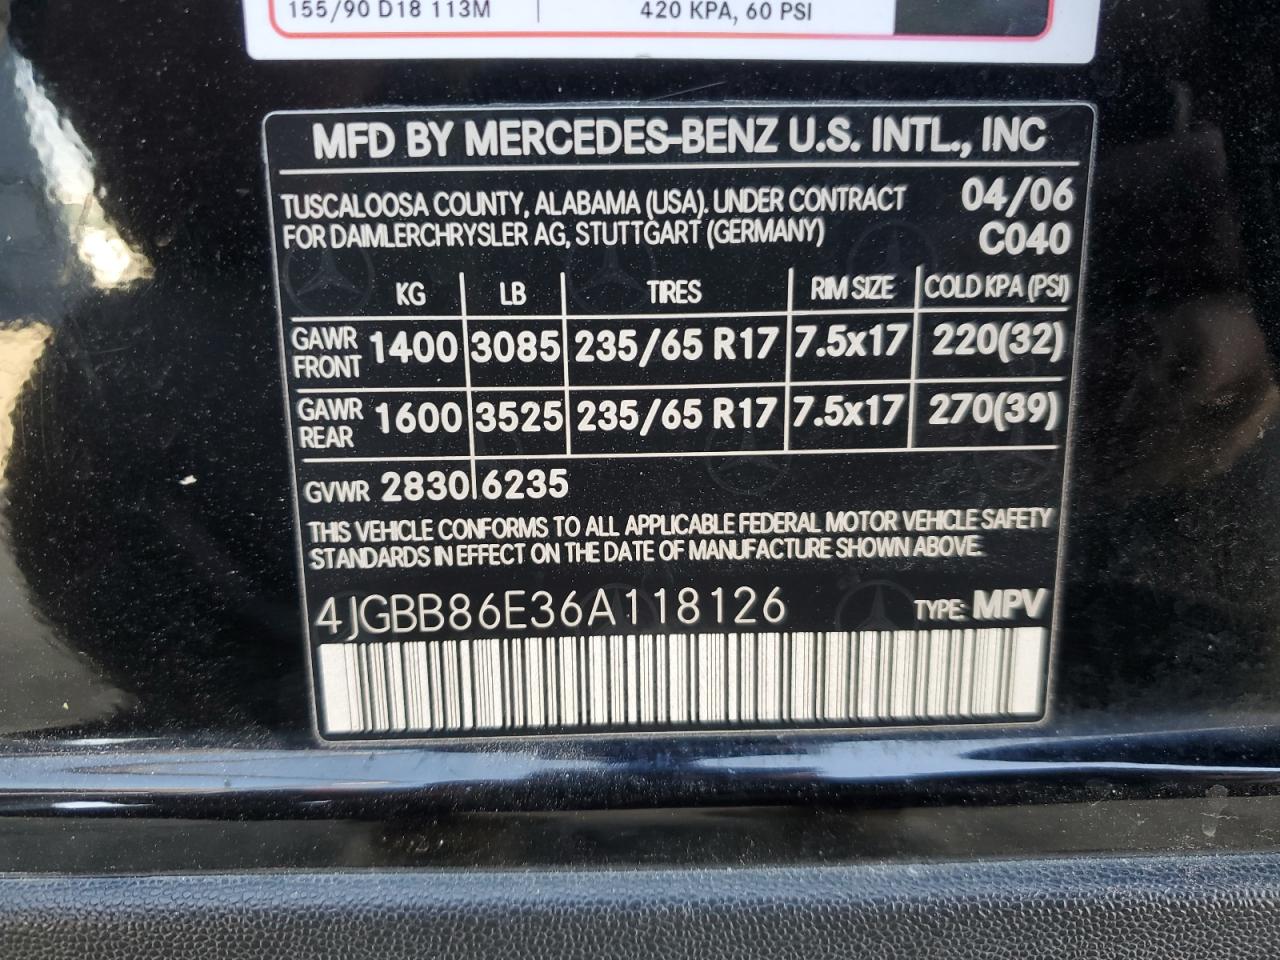 155/90 D18 113M 420 KPA, 60 PSI
MFD BY MERCEDES-BENZ U.S. INTL., INC
TUSCALOOSA COUNTY, ALABAMA (USA). UNDER CONTRACT 04/06
FOR DAIMLERCHRYSLER AG, STUTTGART (GERMANY) C040
KG LB TIRES RIM SIZE COLD KPA (PSI)
GAWR FRONT 1400 3085 235/65 R17 7.5x17 220(32)
GAWR REAR 1600 3525 235/65 R17 7.5x17 270(39)
GVWR 2830 6235
THIS VEHICLE CONFORMS TO ALL APPLICABLE FEDERAL MOTOR VEHICLE SAFETY
STANDARDS IN EFFECT ON THE DATE OF MANUFACTURE SHOWN ABOVE.
4JGBB86E36A118126 TYPE: MPV